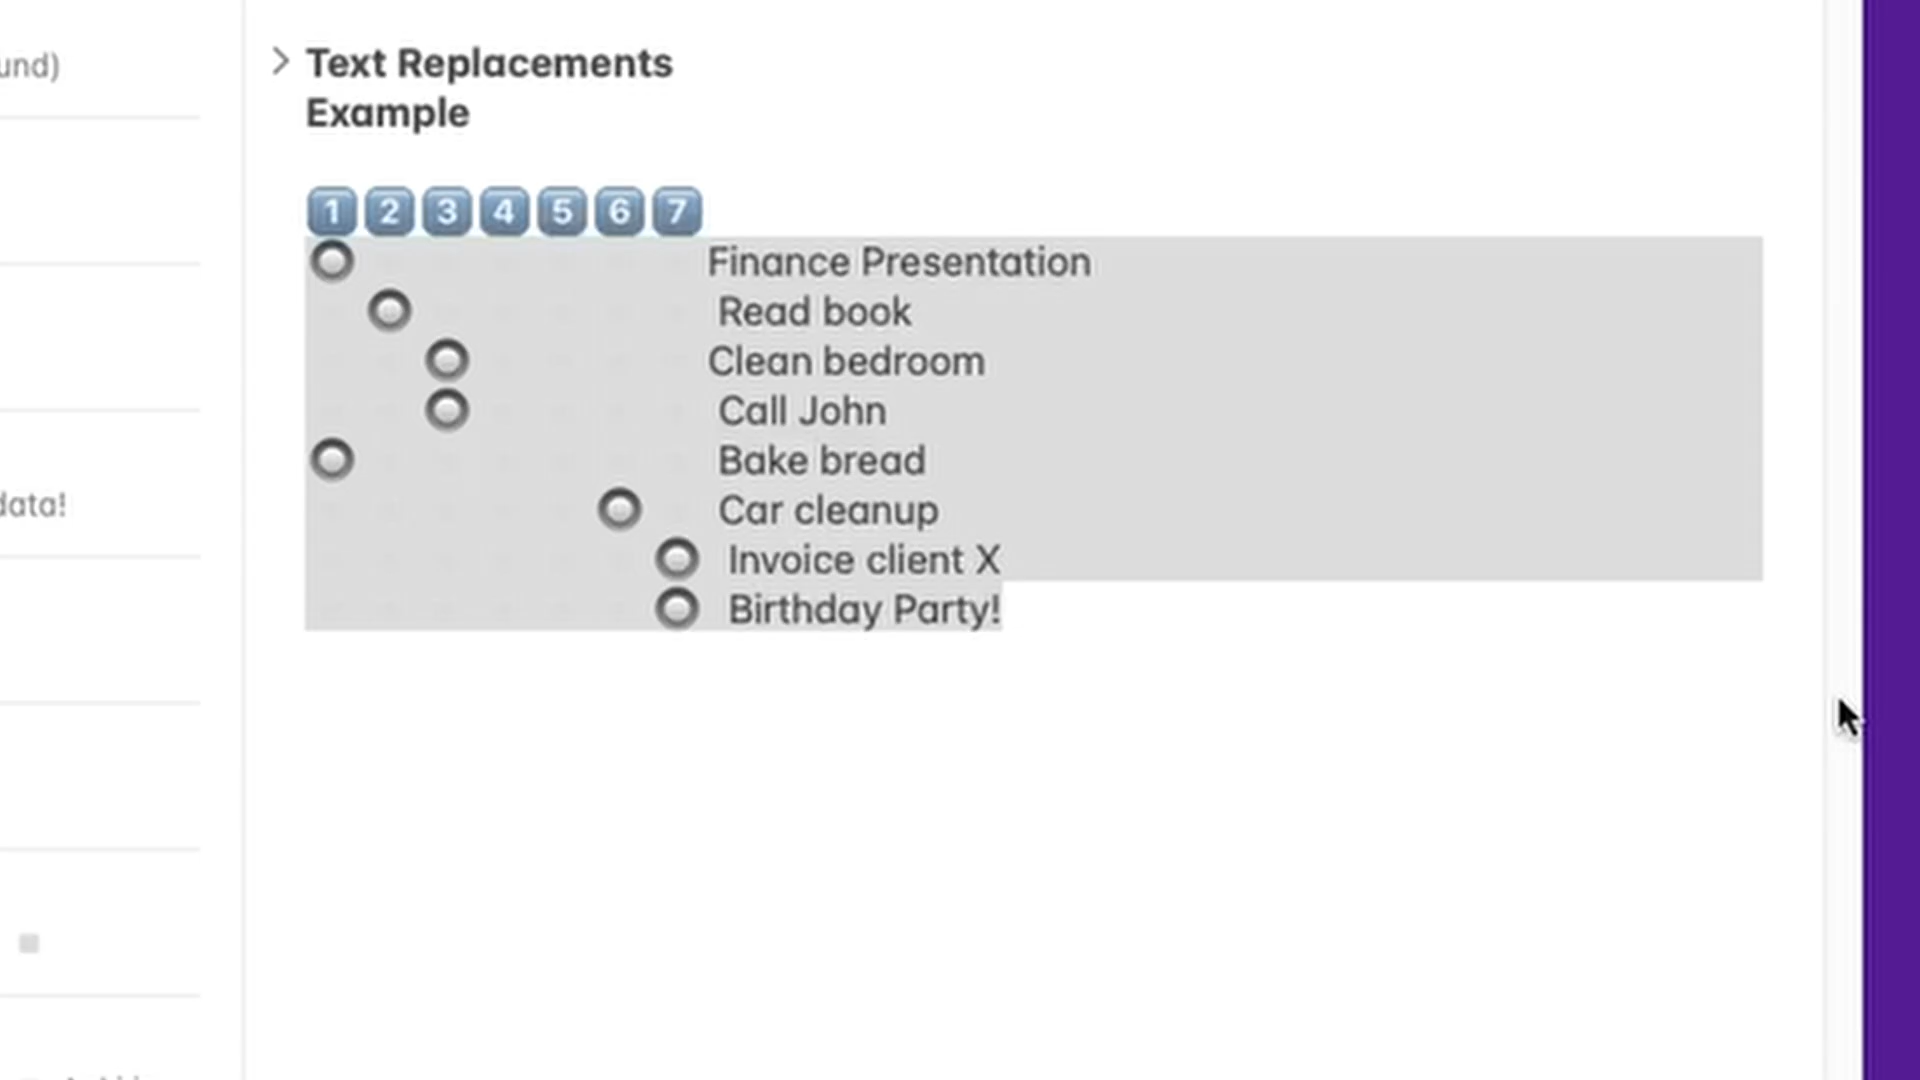 und)
Text Replacements
Example
1 2 3 4 5 6 7
Finance Presentation
Read book
Clean bedroom
Call John
data!
Bake bread
Car cleanup
Invoice client X
Birthday Party!